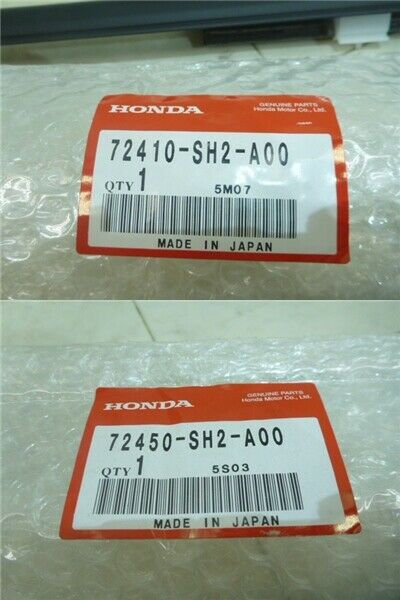 HONDA
GENUINE PARTS
Honda Motor Co., Ltd.
72410-SH2-A00
QTY 1 5M07
MADE IN JAPAN
HONDA
GENUINE PARTS
Honda Motor Co., Ltd.
72450-SH2-A00
QTY 1 5S03
MADE IN JAPAN